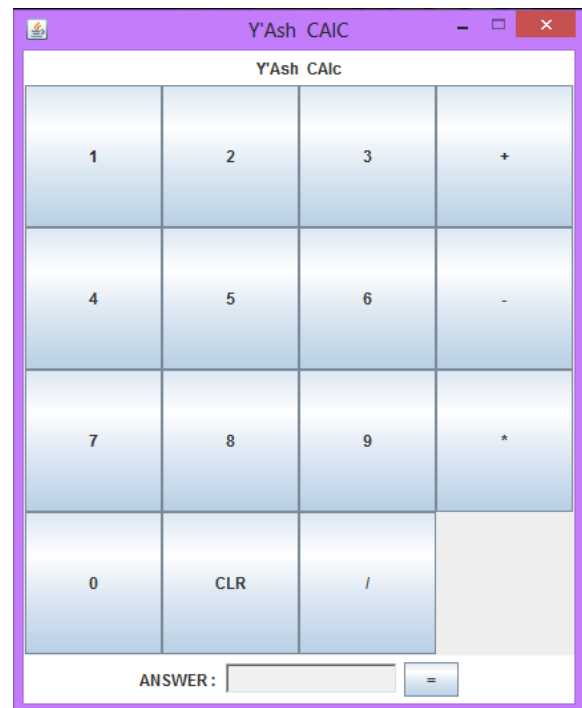 Y'Ash CAlC
Y'Ash CAlc
1 2 3 +
4 5 6 -
7 8 9 *
0 CLR /
ANSWER : =